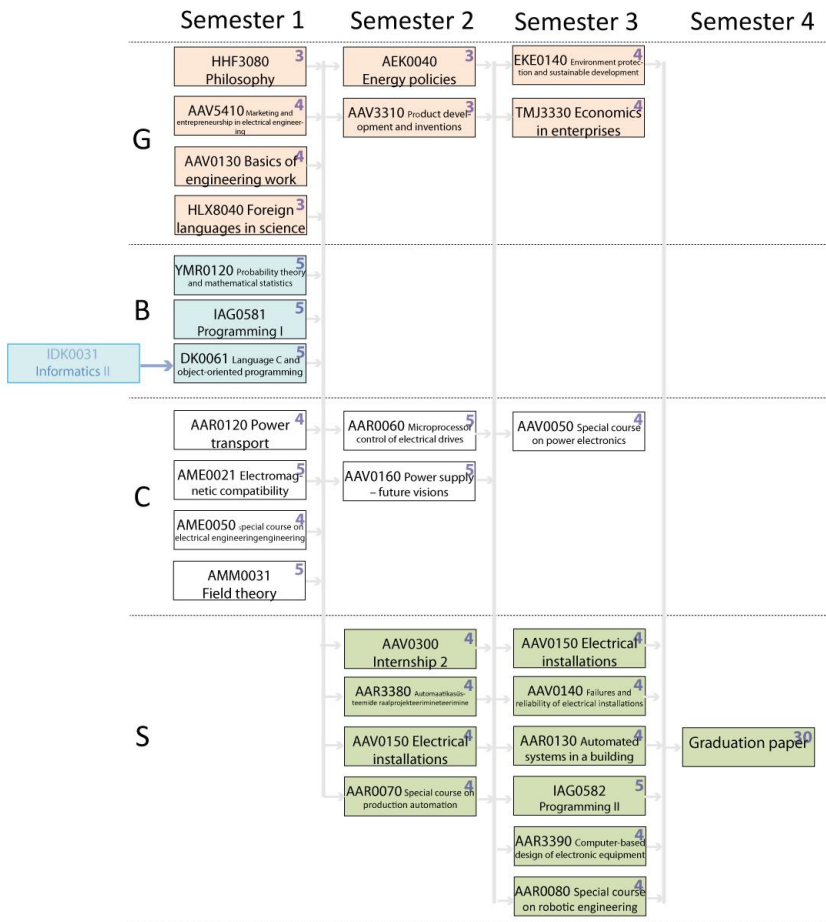 Semester 1
Semester 2
Semester 3
Semester 4
G
HHF3080 3
Philosophy
AEK0040 3
Energy policies
EKE0140 Environment protec- 4
tion and sustainable development
AAV5410 Marketing and 4
entrepreneurship in electrical engineer-
ing
AAV3310 Product devel- 3
opment and inventions
TMJ3330 Economics 4
in enterprises
AAV0130 Basics of 4
engineering work
HLX8040 Foreign 3
languages in science
B
YMR0120 Probability theory 5
and mathematical statistics
IAG0581 5
Programming I
IDK0031
Informatics II
DK0061 Language C and 5
object-oriented programming
C
AAR0120 Power 4
transport
AAR0060 Microprocessor 5
control of electrical drives
AAV0050 Special course 4
on power electronics
AME0021 Electromag- 5
netic compatibility
AAV0160 Power supply 5
– future visions
AME0050 special course on 4
electrical engineeringengineering
AMM0031 5
Field theory
S
AAV0300 4
Internship 2
AAV0150 Electrical 4
installations
AAR3380 Automaatikasüs- 4
teemide raalprojekteerimineteerimine
AAV0140 Failures and 4
reliability of electrical installations
AAV0150 Electrical 4
installations
AAR0130 Automated 4
systems in a building
Graduation paper 30
AAR0070 Special course on 4
production automation
IAG0582 5
Programming II
AAR3390 Computer-based 4
design of electronic equipment
AAR0080 Special course 4
on robotic engineering